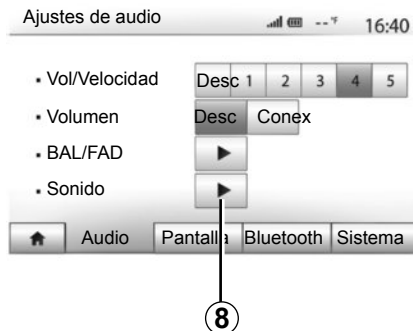 Ajustes de audio -- °F 16:40
▪ Vol/Velocidad Desc 1 2 3 4 5
▪ Volumen Desc Conex
▪ BAL/FAD
▪ Sonido
Audio Pantalla Bluetooth Sistema
8